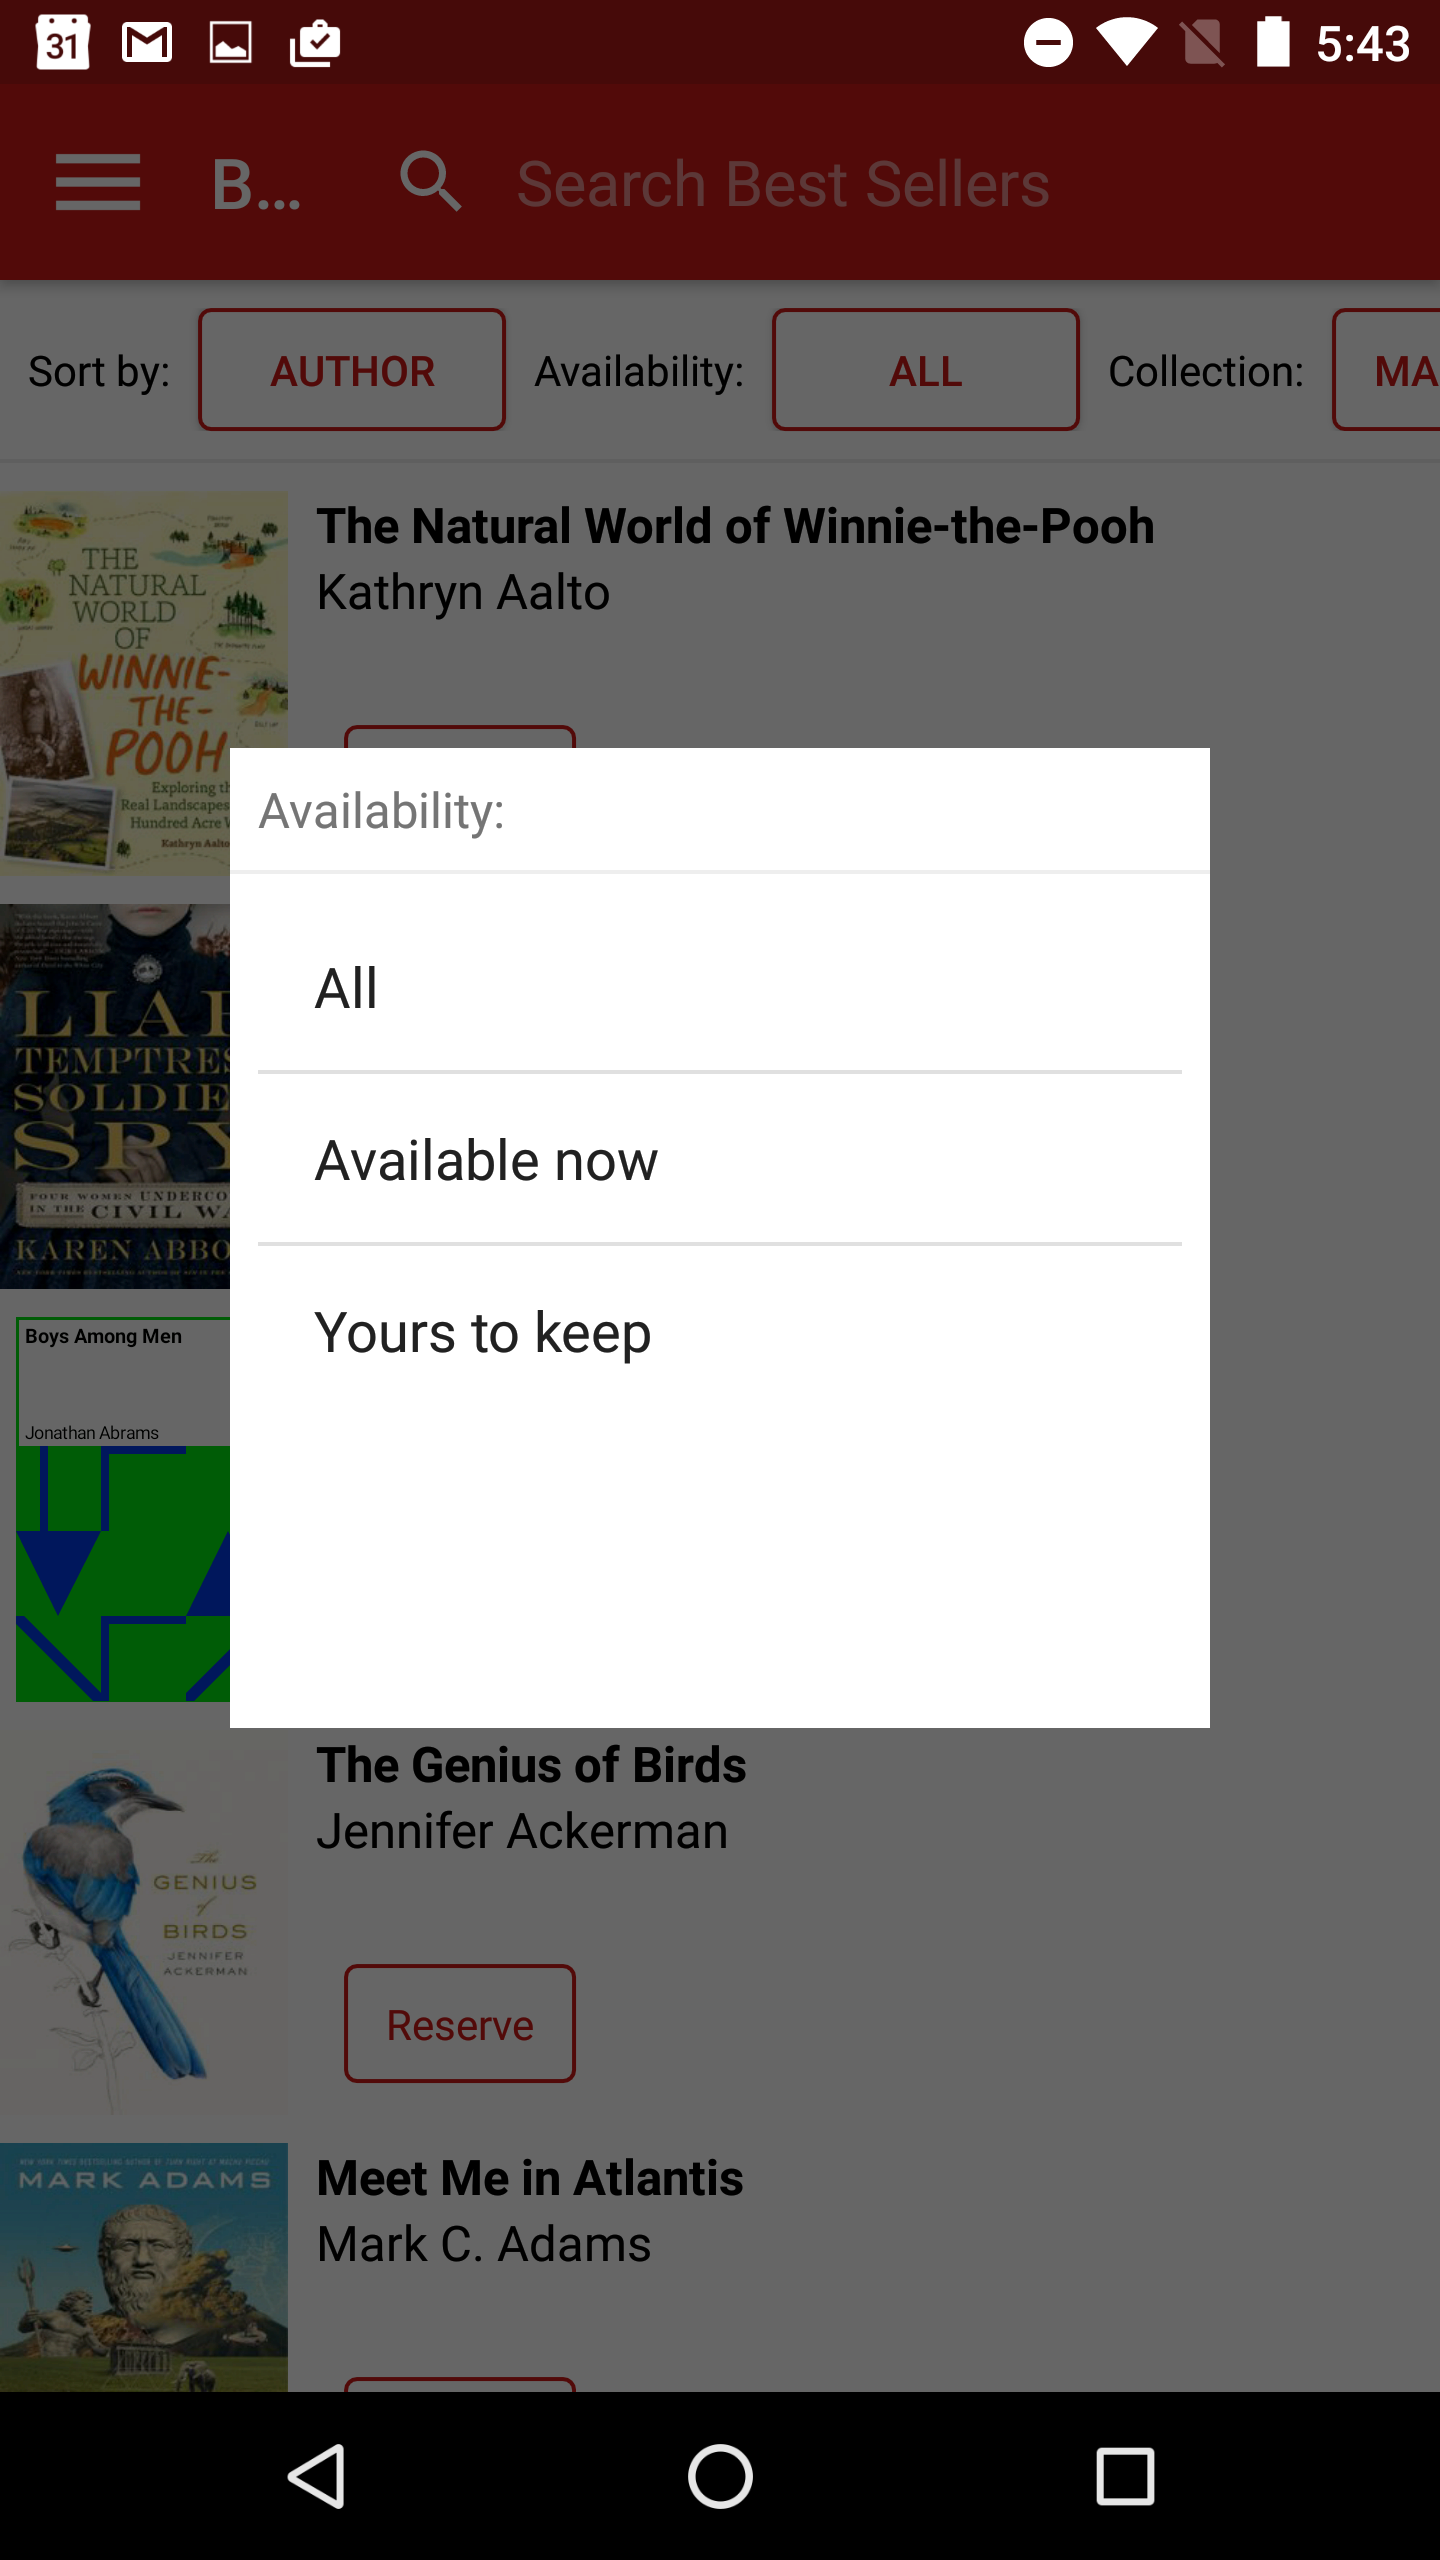 31
5:43
B...
Search Best Sellers
Sort by:
AUTHOR
Availability:
ALL
Collection:
MA
The Natural World of Winnie-the-Pooh
Kathryn Aalto
THE
NATURAL
WORLD
OF
WINNIE-
THE-
POOH
Exploring th
Real Landscapes
Hundred Acre W
Kathryn Aalto
Availability:
All
Available now
Yours to keep
LIAR
TEMPTRES
SOLDIE
SPY
FOUR WOMEN UNDERCO
IN THE CIVIL WA
KAREN ABBO
Boys Among Men
Jonathan Abrams
The Genius of Birds
Jennifer Ackerman
The
GENIUS
of
BIRDS
JENNIFER
ACKERMAN
Reserve
Meet Me in Atlantis
Mark C. Adams
MARK ADAMS